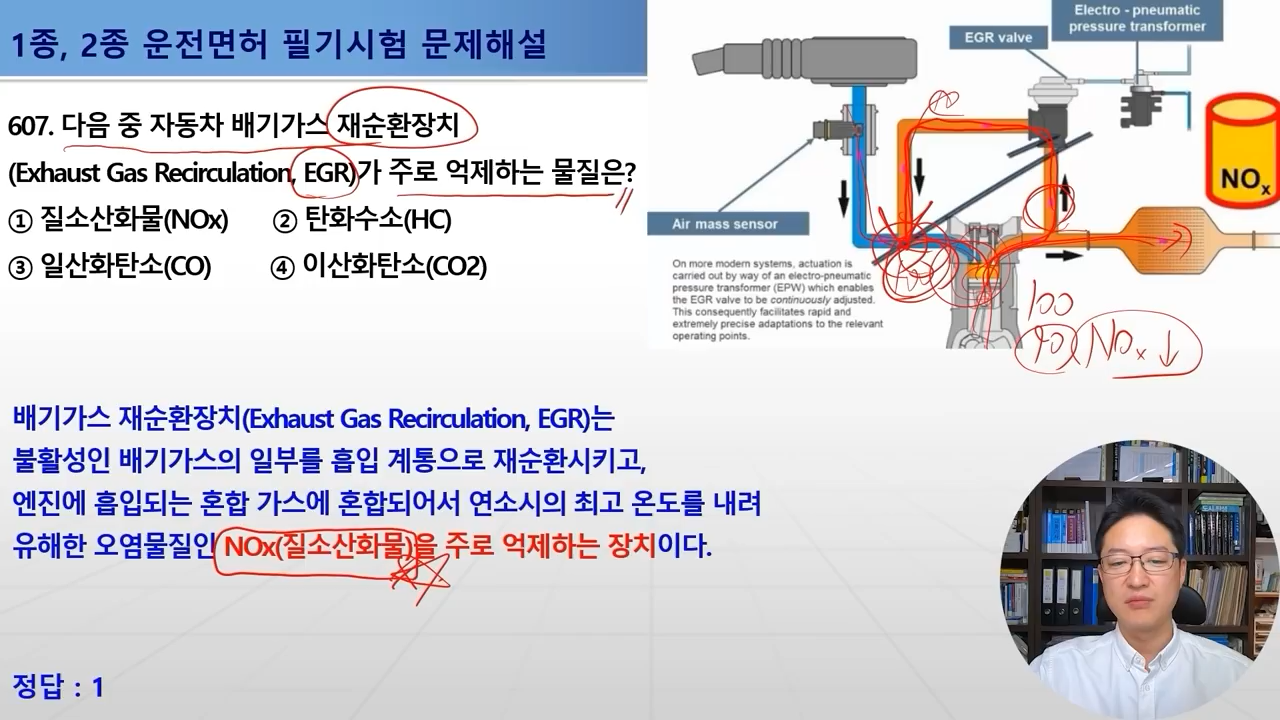 1종, 2종 운전면허 필기시험 문제해설
607. 다음 중 자동차 배기가스 재순환장치
(Exhaust Gas Recirculation, EGR)가 주로 억제하는 물질은?
① 질소산화물(NOx) ② 탄화수소(HC)
③ 일산화탄소(CO) ④ 이산화탄소(CO2)
Electro - pneumatic
pressure transformer
EGR valve
NOx
Air mass sensor
On more modern systems, actuation is
carried out by way of an electro-pneumatic
pressure transformer (EPW) which enables
the EGR valve to be continuously adjusted.
This consequently facilitates rapid and
extremely precise adaptations to the relevant
operating points.
100
90 NOx ↓
배기가스 재순환장치(Exhaust Gas Recirculation, EGR)는
불활성인 배기가스의 일부를 흡입 계통으로 재순환시키고,
엔진에 흡입되는 혼합 가스에 혼합되어서 연소시의 최고 온도를 내려
유해한 오염물질인 NOx(질소산화물)을 주로 억제하는 장치이다.
정답 : 1